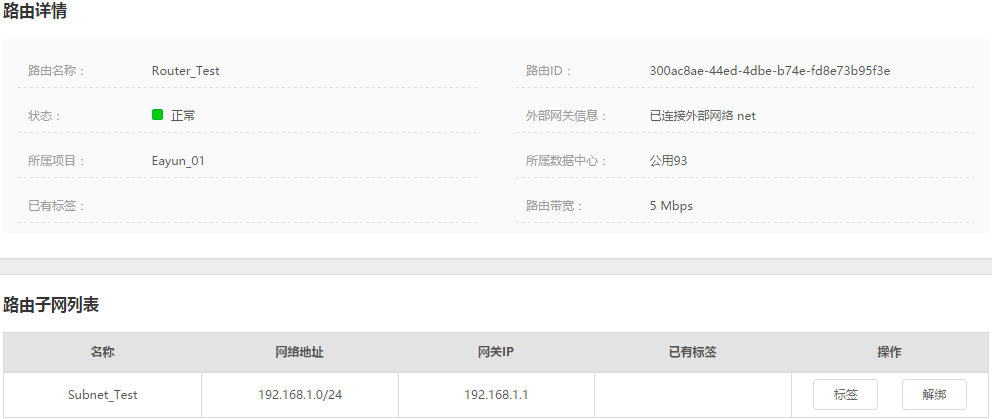 路由详情
路由名称： Router_Test 路由ID： 300ac8ae-44ed-4dbe-b74e-fd8e73b95f3e
状态： 正常 外部网关信息： 已连接外部网络 net
所属项目： Eayun_01 所属数据中心： 公用93
已有标签： 路由带宽： 5 Mbps
路由子网列表
名称 网络地址 网关IP 已有标签 操作
Subnet_Test 192.168.1.0/24 192.168.1.1 标签 解绑